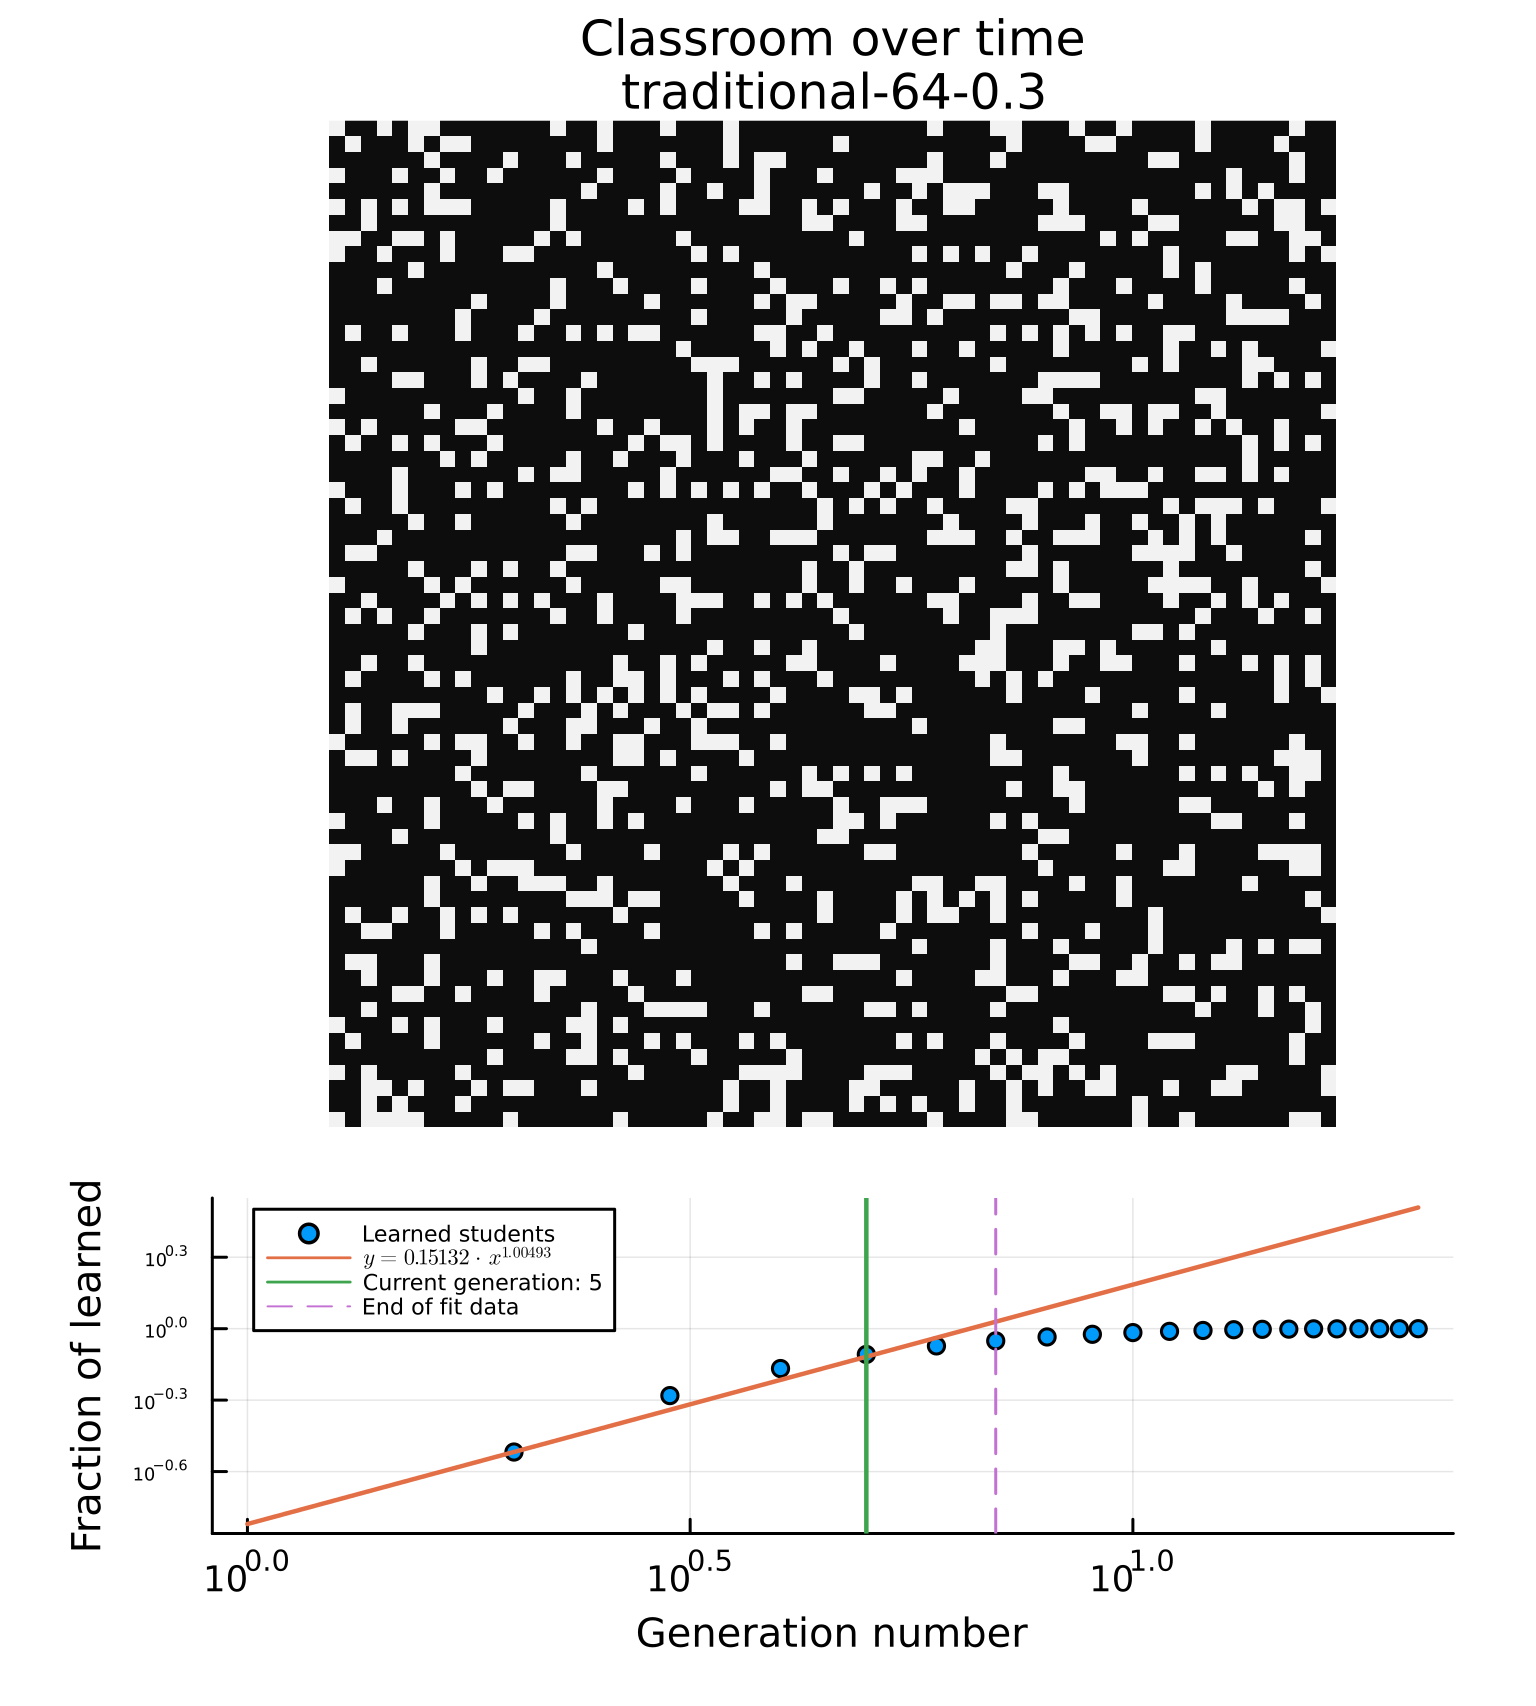 Classroom over time
traditional-64-0.3
Fraction of learned
10^0.3
10^0.0
10^−0.3
10^−0.6
Learned students
y = 0.15132 · x^1.00493
Current generation: 5
End of fit data
10^0.0
10^0.5
10^1.0
Generation number